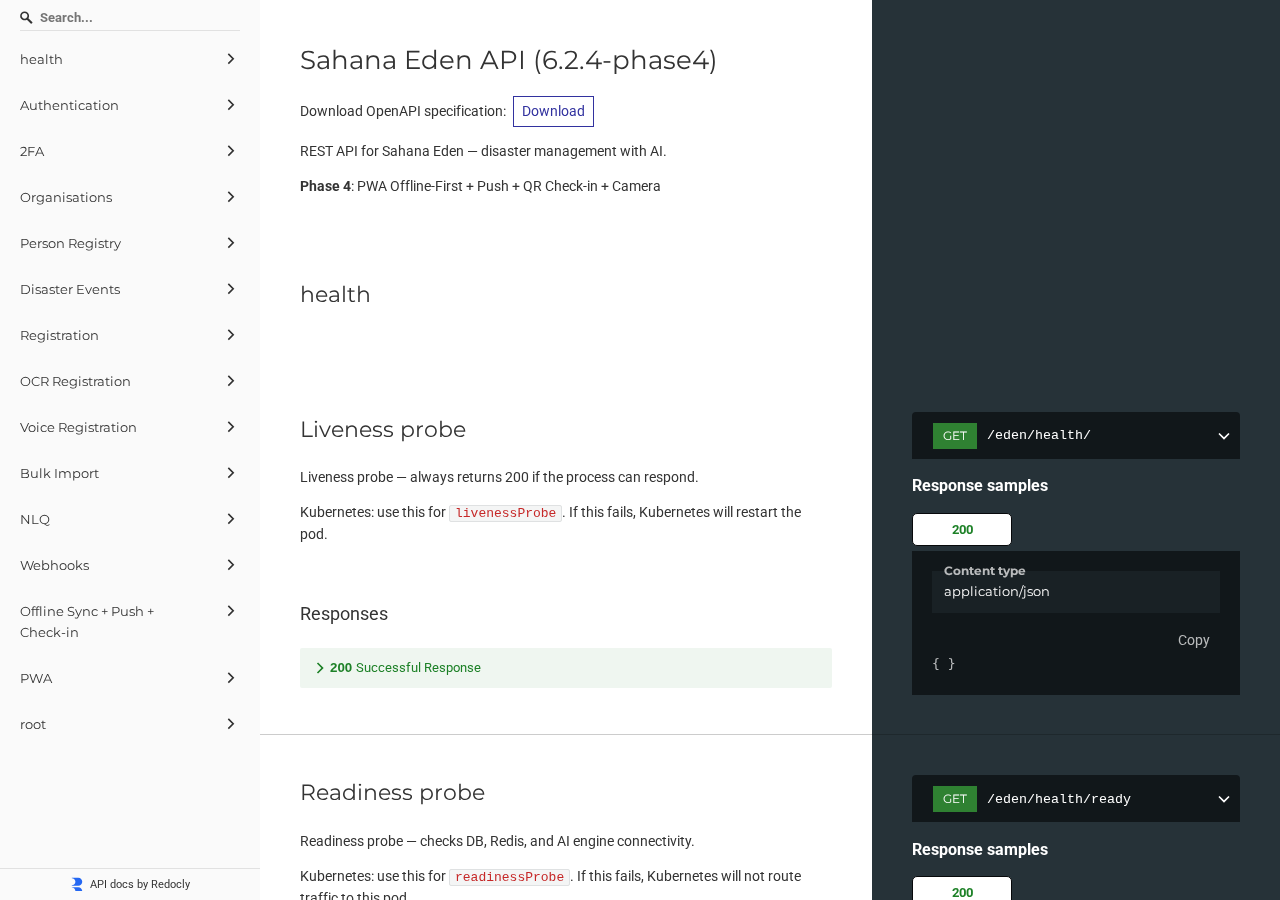 Search...
health
Authentication
2FA
Organisations
Person Registry
Disaster Events
Registration
OCR Registration
Voice Registration
Bulk Import
NLQ
Webhooks
Offline Sync + Push +
Check-in
PWA
root
API docs by Redocly
Sahana Eden API (6.2.4-phase4)
Download OpenAPI specification: Download
REST API for Sahana Eden — disaster management with AI.
Phase 4: PWA Offline-First + Push + QR Check-in + Camera
health
Liveness probe
Liveness probe — always returns 200 if the process can respond.
Kubernetes: use this for livenessProbe. If this fails, Kubernetes will restart the
pod.
Responses
200 Successful Response
GET /eden/health/
Response samples
200
Content type
application/json
Copy
{ }
Readiness probe
Readiness probe — checks DB, Redis, and AI engine connectivity.
Kubernetes: use this for readinessProbe. If this fails, Kubernetes will not route
traffic to this pod.
GET /eden/health/ready
Response samples
200